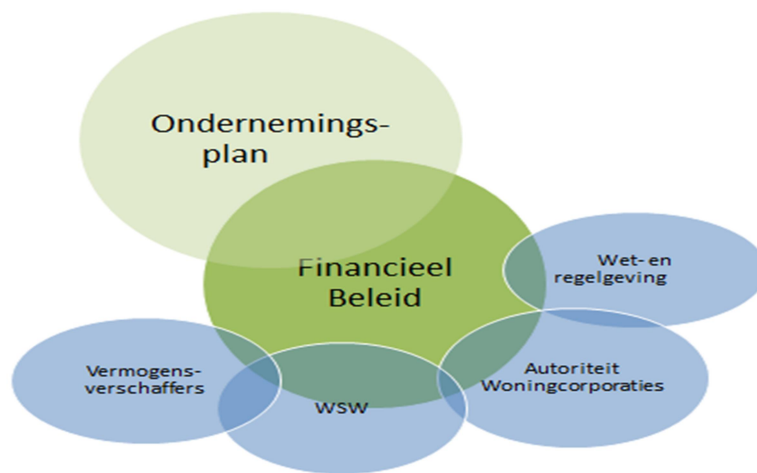 Ondernemings-
plan
Financieel
Beleid
Wet- en
regelgeving
Vermogens-
verschaffers
WSW
Autoriteit
Woningcorporaties